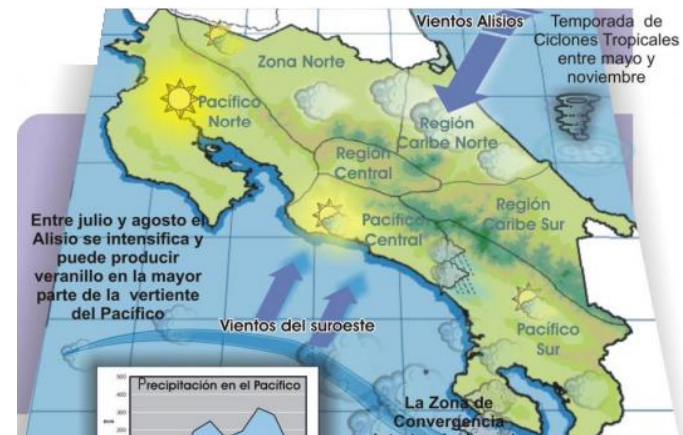 Vientos Alisios
Temporada de
Ciclones Tropicales
entre mayo y
noviembre
Zona Norte
Pacífico
Norte
Región
Caribe Norte
Región
Central
Región
Caribe Sur
Pacífico
Central
Entre julio y agosto el
Alisio se intensifica y
puede producir
veranillo en la mayor
parte de la vertiente
del Pacífico
Vientos del suroeste
Pacífico
Sur
Precipitación en el Pacífico
La Zona de
Convergencia